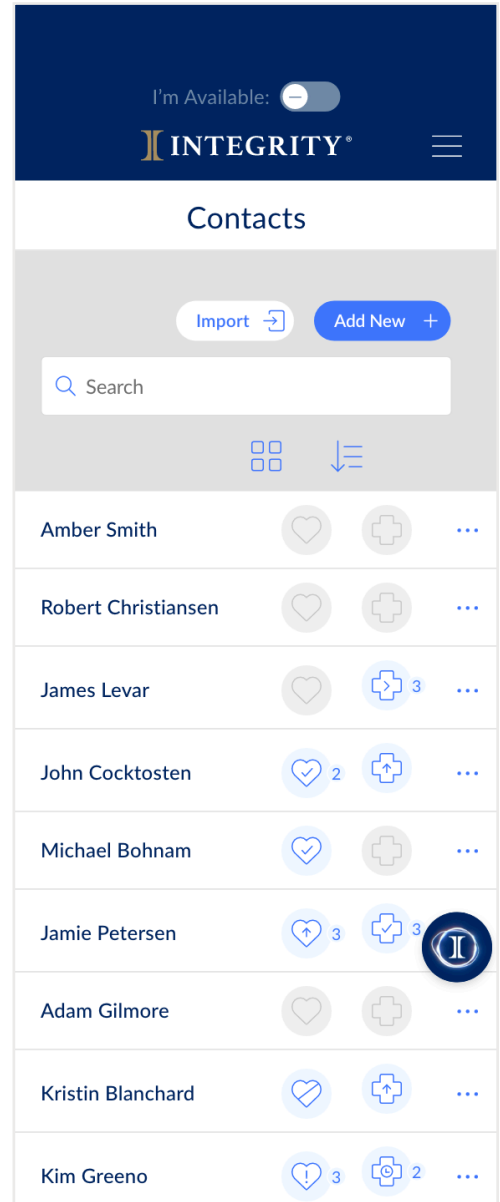 I'm Available:
INTEGRITY®
Contacts
Import
Add New
Search
Amber Smith
Robert Christiansen
James Levar 3
John Cocktosten 2
Michael Bohnam
Jamie Petersen 3 3
Adam Gilmore
Kristin Blanchard
Kim Greeno 3 2